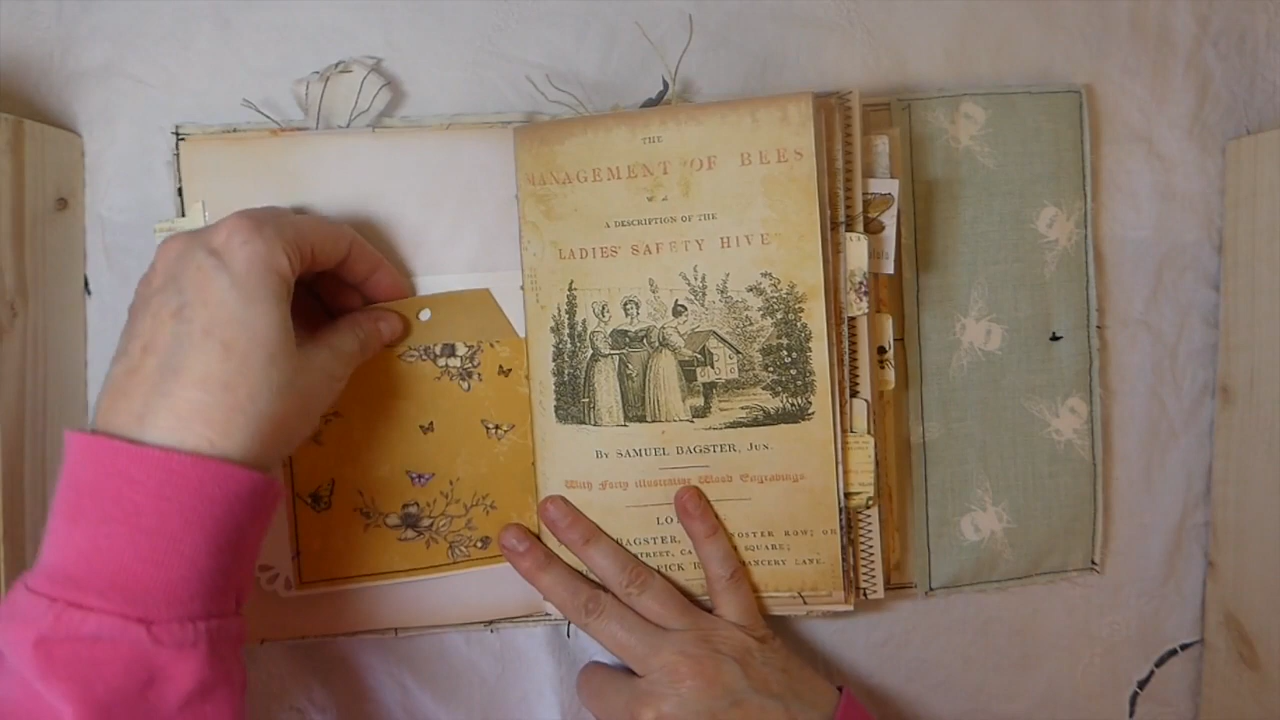 THE
MANAGEMENT OF BEES
A DESCRIPTION OF THE
LADIES' SAFETY HIVE
BY SAMUEL BAGSTER, JUN.
With Forty illustrative Wood Engravings
BAGSTER, NOSTER ROW; OR
STREET, SQUARE;
PICK CHANCERY LANE.